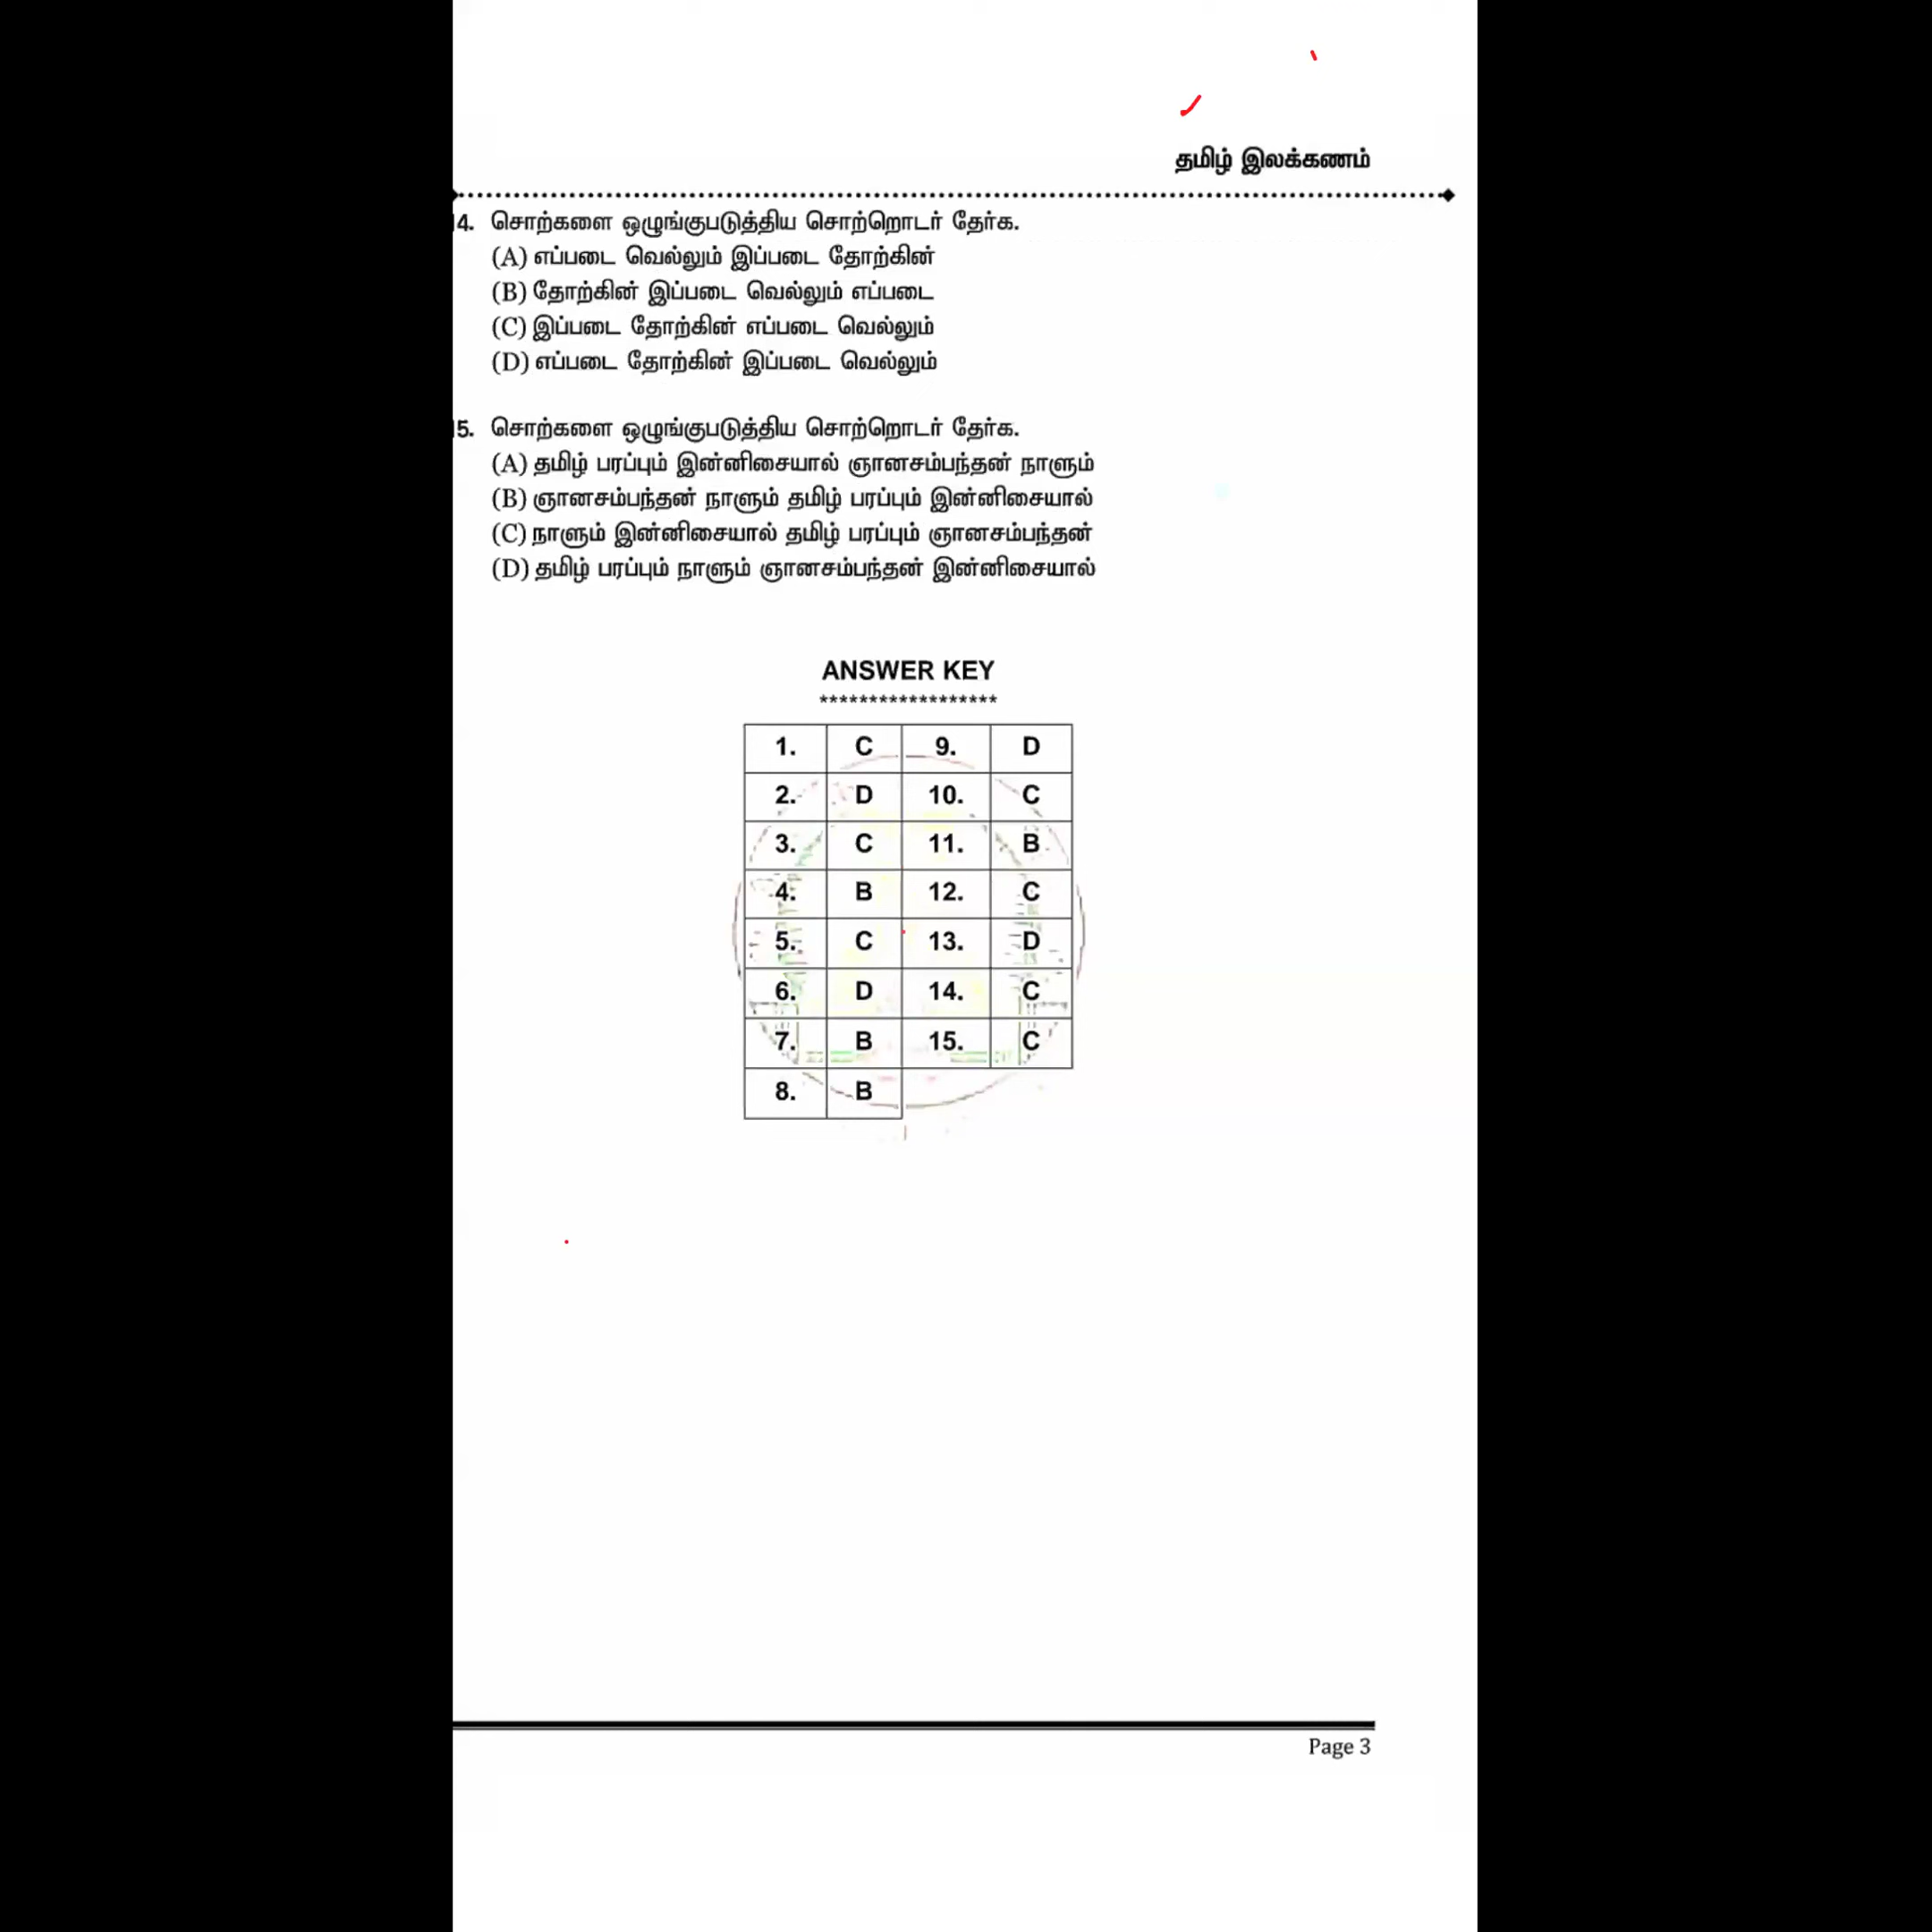 தமிழ் இலக்கணம்
14. சொற்களை ஒழுங்குபடுத்திய சொற்றொடர் தேர்க.
(A) எப்படை வெல்லும் இப்படை தோற்கின்
(B) தோற்கின் இப்படை வெல்லும் எப்படை
(C) இப்படை தோற்கின் எப்படை வெல்லும்
(D) எப்படை தோற்கின் இப்படை வெல்லும்
15. சொற்களை ஒழுங்குபடுத்திய சொற்றொடர் தேர்க.
(A) தமிழ் பரப்பும் இன்னிசையால் ஞானசம்பந்தன் நாளும்
(B) ஞானசம்பந்தன் நாளும் தமிழ் பரப்பும் இன்னிசையால்
(C) நாளும் இன்னிசையால் தமிழ் பரப்பும் ஞானசம்பந்தன்
(D) தமிழ் பரப்பும் நாளும் ஞானசம்பந்தன் இன்னிசையால்
ANSWER KEY
******************
1. C 9. D
2. D 10. C
3. C 11. B
4. B 12. C
5. C 13. D
6. D 14. C
7. B 15. C
8. B
Page 3